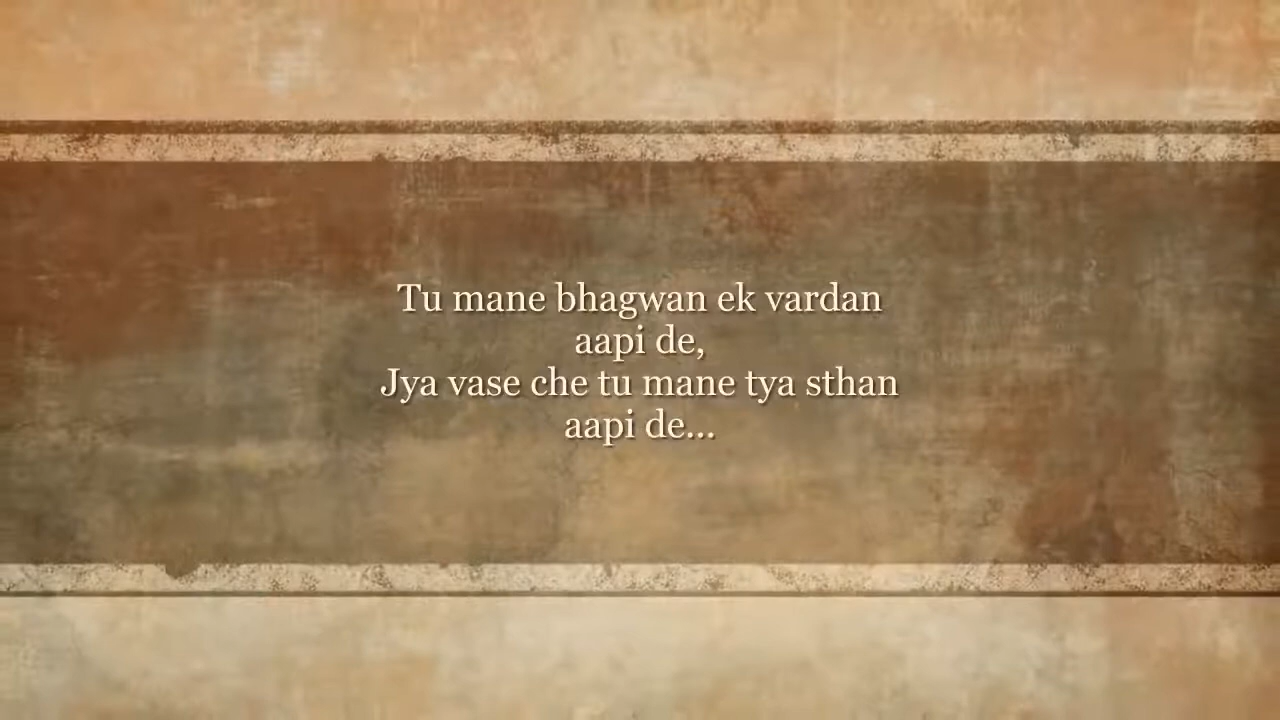 Tu mane bhagwan ek vardan
aapi de,
Jya vase che tu mane tya sthan
aapi de...